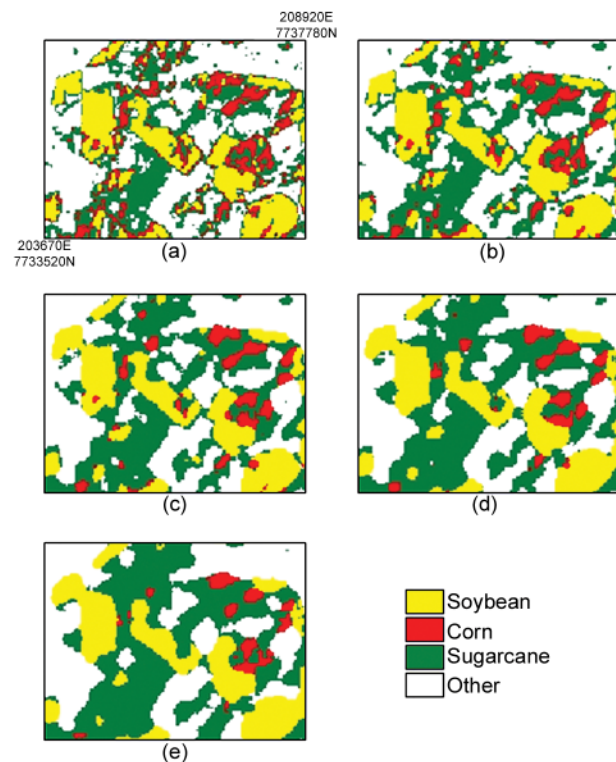 208920E
7737780N
(a)
(b)
203670E
7733520N
(c)
(d)
(e)
Soybean
Corn
Sugarcane
Other